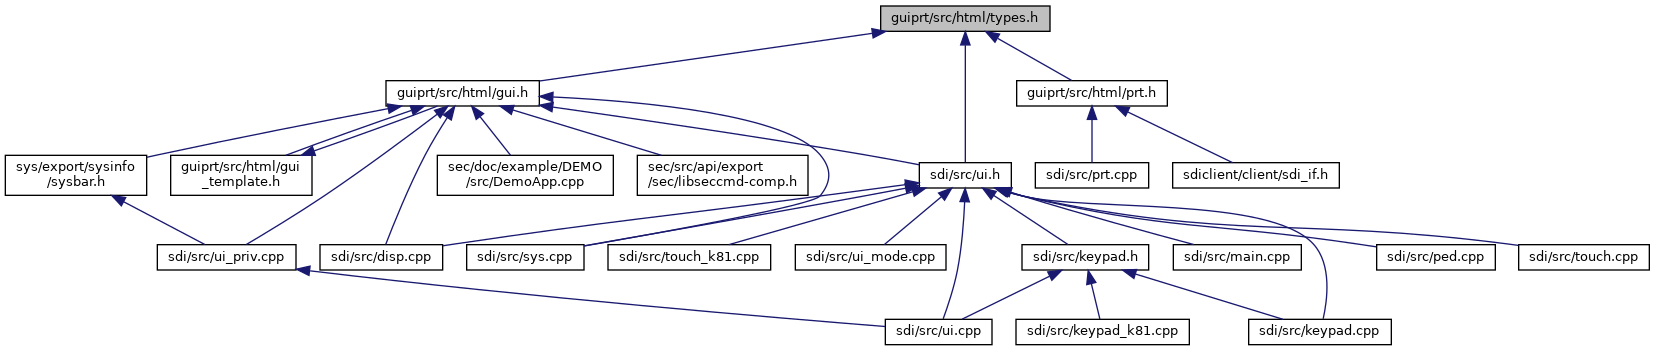 guiprt/src/html/types.h
guiprt/src/html/gui.h
guiprt/src/html/prt.h
sys/export/sysinfo
/sysbar.h
guiprt/src/html/gui
_template.h
sec/doc/example/DEMO
/src/DemoApp.cpp
sec/src/api/export
/sec/libseccmd-comp.h
sdi/src/ui.h
sdi/src/prt.cpp
sdiclient/client/sdi_if.h
sdi/src/ui_priv.cpp
sdi/src/disp.cpp
sdi/src/sys.cpp
sdi/src/touch_k81.cpp
sdi/src/ui_mode.cpp
sdi/src/keypad.h
sdi/src/main.cpp
sdi/src/ped.cpp
sdi/src/touch.cpp
sdi/src/ui.cpp
sdi/src/keypad_k81.cpp
sdi/src/keypad.cpp